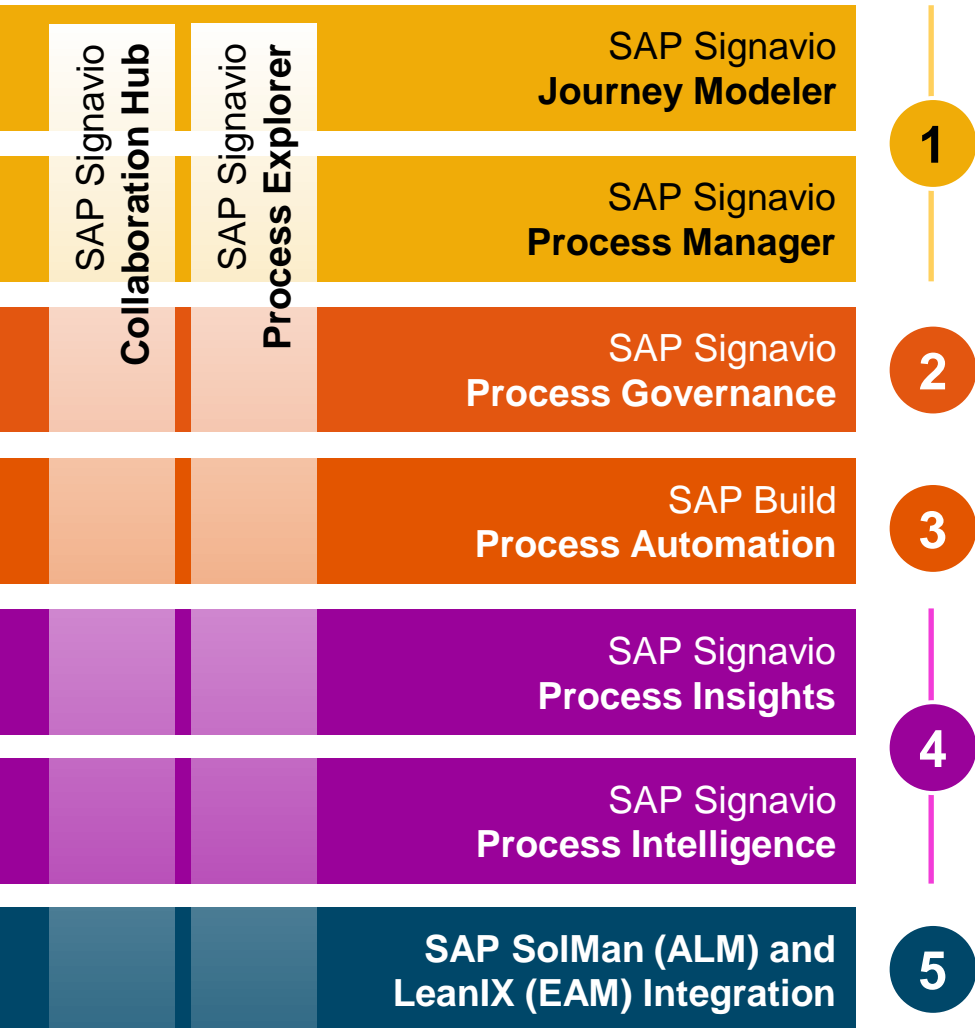 SAP Signavio
Collaboration Hub
SAP Signavio
Process Explorer
SAP Signavio
Journey Modeler
1
SAP Signavio
Process Manager
SAP Signavio
Process Governance
2
SAP Build
Process Automation
3
SAP Signavio
Process Insights
4
SAP Signavio
Process Intelligence
SAP SolMan (ALM) and
LeanIX (EAM) Integration
5